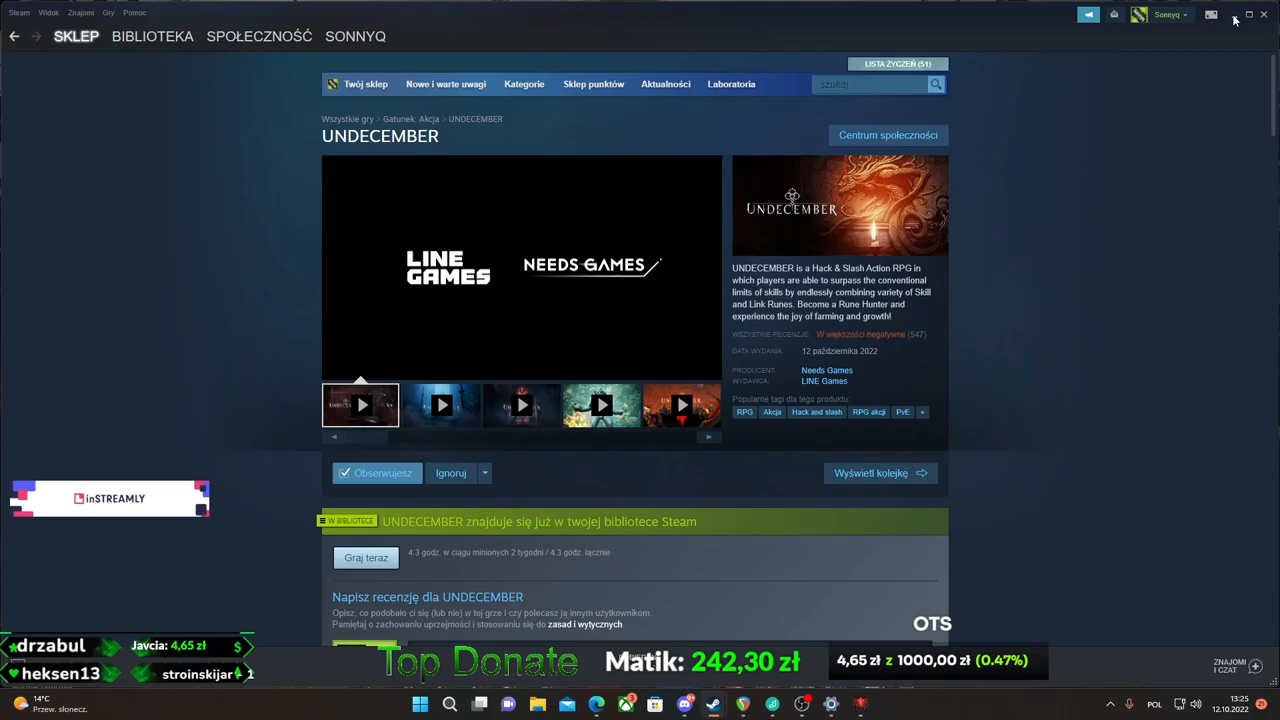 Steam Widok Znajomi Gry Pomoc
Sonnyq
SKLEP BIBLIOTEKA SPOŁECZNOŚĆ SONNYQ
LISTA ŻYCZEŃ (51)
Twój sklep Nowe i warte uwagi Kategorie Sklep punktów Aktualności Laboratoria szukaj
Wszystkie gry > Gatunek: Akcja > UNDECEMBER
UNDECEMBER
Centrum społeczności
LINE GAMES
NEEDS GAMES
UNDECEMBER
UNDECEMBER is a Hack & Slash Action RPG in
which players are able to surpass the conventional
limits of skills by endlessly combining variety of Skill
and Link Runes. Become a Rune Hunter and
experience the joy of farming and growth!
WSZYSTKIE RECENZJE: W większości negatywne (547)
DATA WYDANIA: 12 października 2022
PRODUCENT: Needs Games
WYDAWCA: LINE Games
Popularne tagi dla tego produktu:
RPG Akcja Hack and slash RPG akcji PvE +
Obserwujesz Ignoruj
Wyświetl kolejkę
inSTREAMLY
W BIBLIOTECE UNDECEMBER znajduje się już w twojej bibliotece Steam
Graj teraz
4.3 godz. w ciągu minionych 2 tygodni / 4.3 godz. łącznie
Napisz recenzję dla UNDECEMBER
Opisz, co podobało ci się (lub nie) w tej grze i czy polecasz ją innym użytkownikom.
Pamiętaj o zachowaniu uprzejmości i stosowaniu się do zasad i wytycznych.
OTS
drzabul Javcia: 4,65 zł $
heksen13 stroinskijar 1
Top Donate
Matik: 242,30 zł
4,65 zł z 1000,00 zł (0.47%)
ZNAJOMI
I CZAT
14°C
Przew. słonecz.
3
9+
POL
13:25
12.10.2022